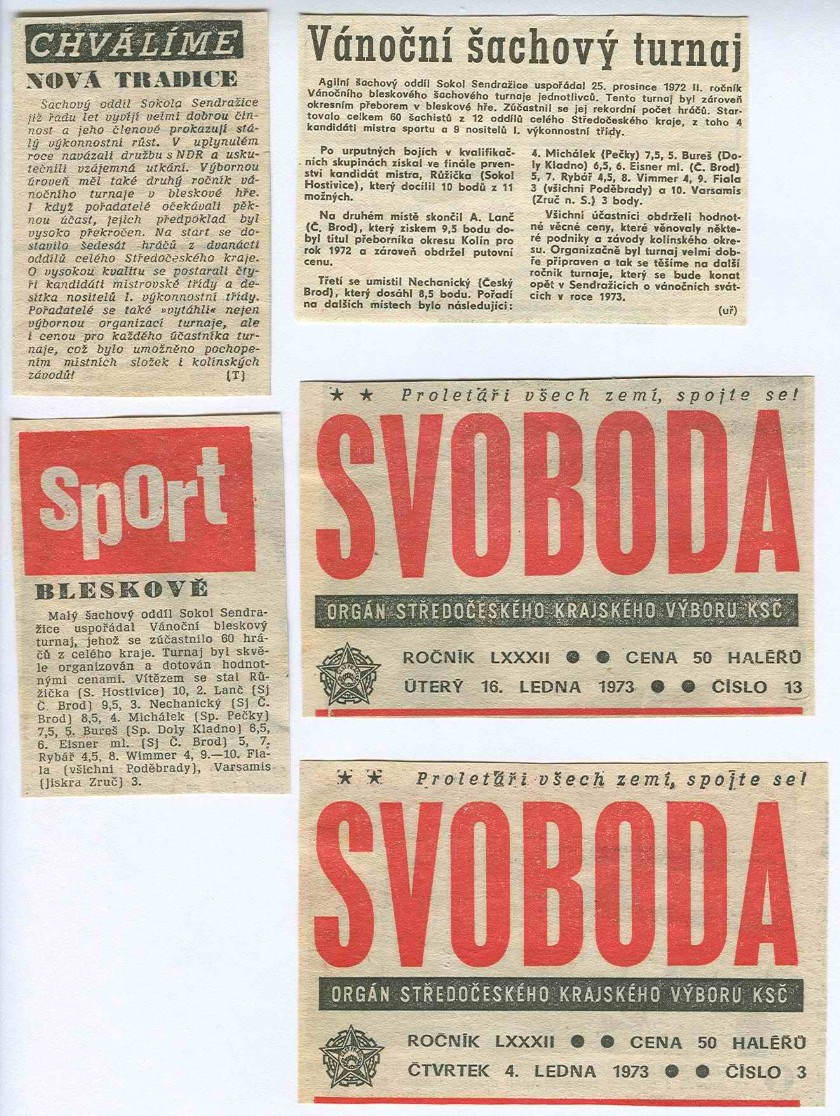 CHVÁLÍME
NOVÁ TRADICE
Šachový oddíl Sokola Sendražice
již řadu let vyvíjí velmi dobrou čin-
nost a jeho členové prokazují stá-
lý výkonnostní růst. V uplynulém
roce navázali družbu s NDR a usku-
tečnili vzájemná utkání. Výbornou
úroveň měl také druhý ročník vá-
nočního turnaje v bleskové hře.
I když pořadatelé očekávali pěk-
nou účast, jejich předpoklad byl
vysoko překročen. Na start se do-
stavilo šedesát hráčů z dvanácti
oddílů celého Středočeského kraje.
O vysokou kvalitu se postarali čty-
ři kandidáti mistrovské třídy a de-
sítka nositelů I. výkonnostní třídy.
Pořadatelé se také »vytáhli« nejen
výbornou organizací turnaje, ale
i cenou pro každého účastníka tur-
naje, což bylo umožněno pochope-
ním místních složek i kolínských
závodů!
(T)
Vánoční šachový turnaj
Agilní šachový oddíl Sokol Sendražice uspořádal 25. prosince 1972 II. ročník
Vánočního bleskového šachového turnaje jednotlivců. Tento turnaj byl zároveň
okresním přeborem v bleskové hře. Zúčastnil se jej rekordní počet hráčů. Star-
tovalo celkem 60 šachistů z 12 oddílů celého Středočeského kraje, z toho 4
kandidáti mistra sportu a 9 nositelů I. výkonnostní třídy.
Po urputných bojích v kvalifikač-
ních skupinách získal ve finále prven-
ství kandidát mistra, Růžička (Sokol
Hostivice), který docílil 10 bodů z 11
možných.
Na druhém místě skončil A. Lanč
(Č. Brod), který ziskem 9,5 bodu do-
byl titul přeborníka okresu Kolín pro
rok 1972 a zároveň obdržel putovní
cenu.
Třetí se umístil Nechanický (Český
Brod), který dosáhl 8,5 bodu. Pořadí
na dalších místech bylo následující:
4. Michálek (Pečky) 7,5, 5. Bureš (Do-
ly Kladno) 6,5, 6. Eisner ml. (Č. Brod)
5, 7. Rybář 4,5, 8. Wimmer 4, 9. Fiala
3 (všichni Poděbrady) a 10. Varsamis
(Zruč n. S.) 3 body.
Všichni účastníci obdrželi hodnot-
né věcné ceny, které věnovaly někte-
ré podniky a závody kolínského okre-
su. Organizačně byl turnaj velmi dob-
ře připraven a tak se těšíme na další
ročník turnaje, který se bude konat
opět v Sendražicích o vánočních svát-
cích v roce 1973.
(uř)
sport
BLESKOVĚ
Malý šachový oddíl Sokol Sendra-
žice uspořádal Vánoční bleskový
turnaj, jehož se zúčastnilo 60 hrá-
čů z celého kraje. Turnaj byl skvě-
le organizován a dotován hodnot-
nými cenami. Vítězem se stal Rů-
žička (S. Hostivice) 10, 2. Lanč (Sj
Č. Brod) 9,5, 3. Nechanický (Sj Č.
Brod) 8,5, 4. Michálek (Sp. Pečky)
7,5, 5. Bureš (Sp. Doly Kladno) 6,5,
6. Eisner ml. (Sj Č. Brod) 5, 7.
Rybář 4,5, 8. Wimmer 4, 9.—10. Fia-
la (všichni Poděbrady), Varsamis
(Jiskra Zruč) 3.
Proletáři všech zemí, spojte se!
SVOBODA
ORGÁN STŘEDOČESKÉHO KRAJSKÉHO VÝBORU KSČ
ROČNÍK LXXXII ● ● CENA 50 HALÉŘŮ
ÚTERÝ 16. LEDNA 1973 ● ● ČÍSLO 13
Proletáři všech zemí, spojte se!
SVOBODA
ORGÁN STŘEDOČESKÉHO KRAJSKÉHO VÝBORU KSČ
ROČNÍK LXXXII ● ● CENA 50 HALÉŘŮ
ČTVRTEK 4. LEDNA 1973 ● ● ČÍSLO 3